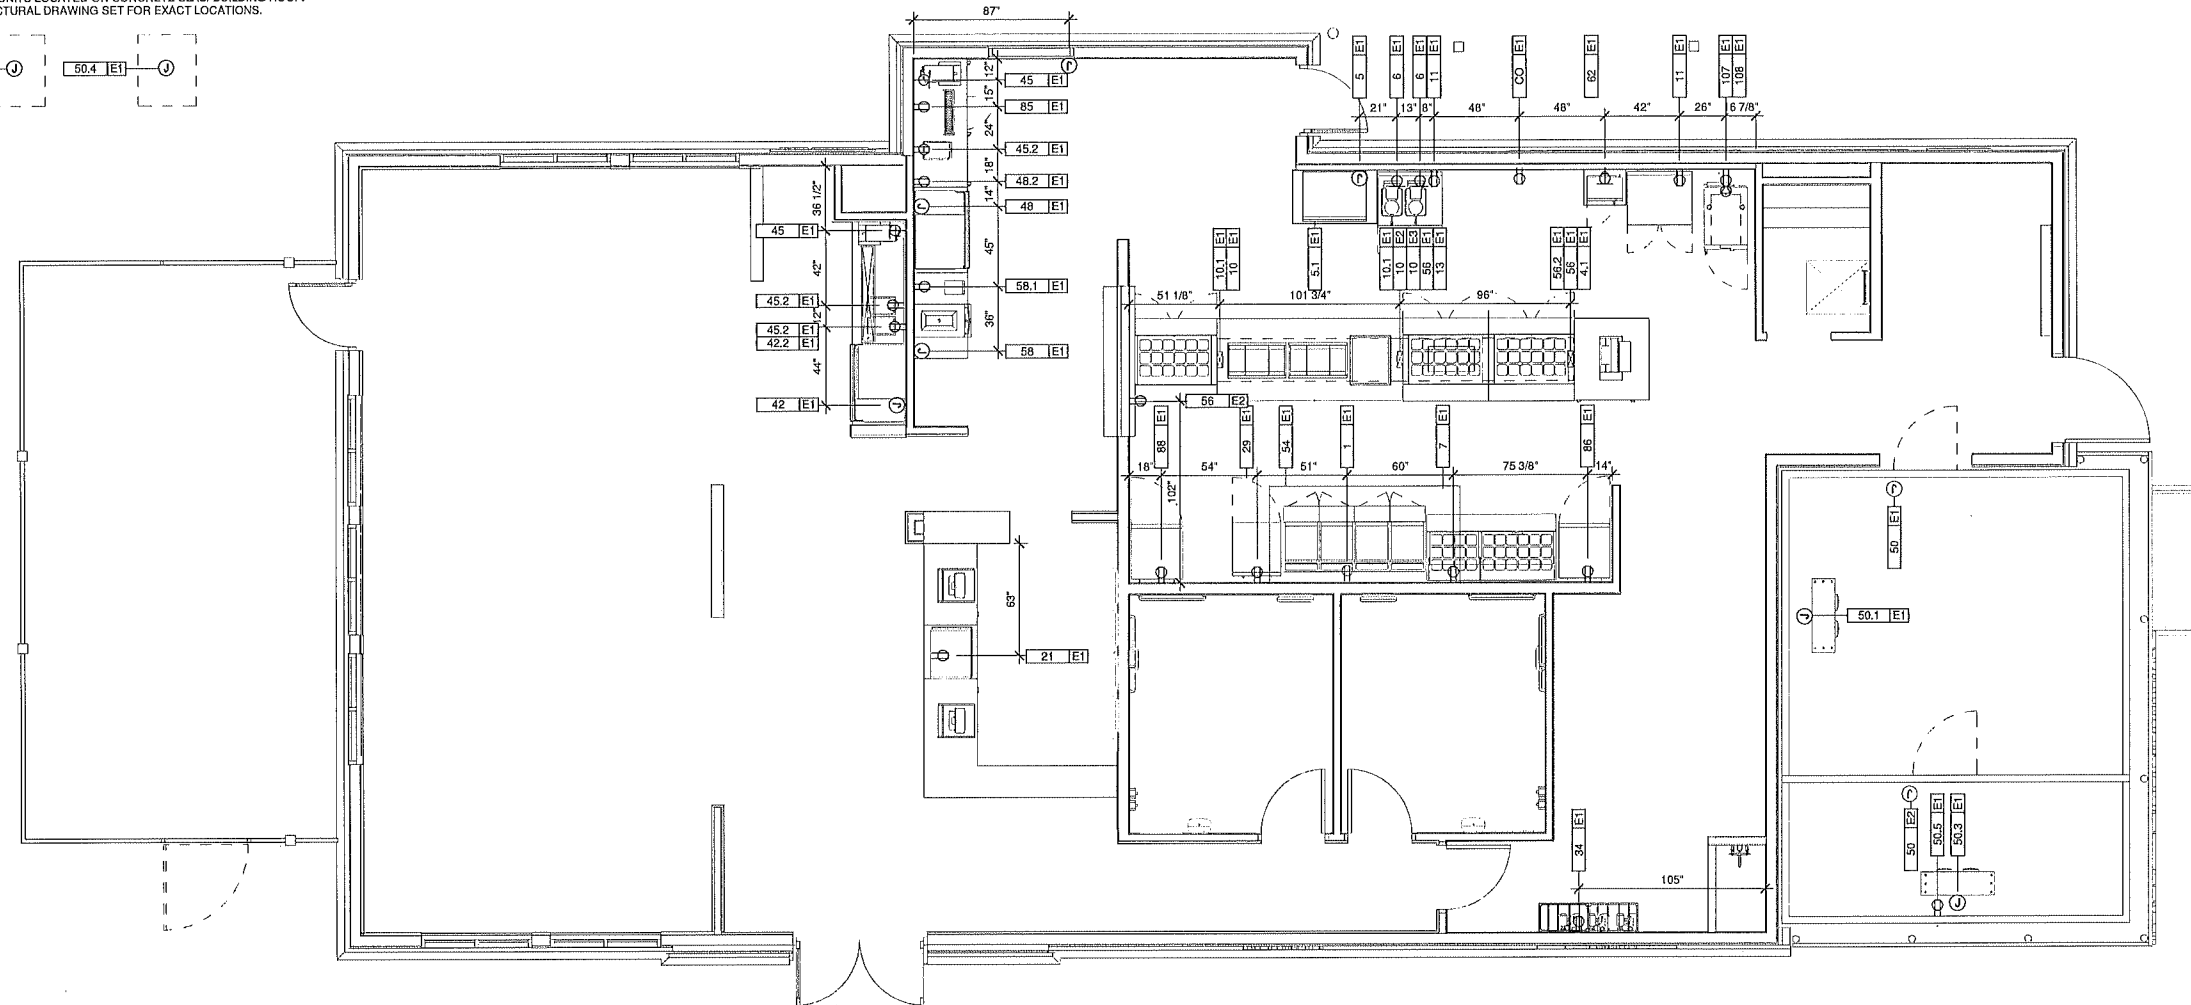 CTURAL DRAWING SET FOR EXACT LOCATIONS.
J
50.4 E1 J
87"
J
12"
45 E1
15"
85 E1
24"
45.2 E1
18"
48.2 E1
14"
J 48 E1
45"
58.1 E1
36"
J 58 E1
36 1/2"
45 E1
42"
45.2 E1
12"
45.2 E1
42.2 E1
44"
42 E1 J
5 E1
6 E1
6 E1
11 E1
CO E1
62 E1
11 E1
107 E1
108 E1
21" 13" 8" 48" 48" 42" 26" 6 7/8"
J
10.1 E1
10 E1
5.1 E1
10.1 E1
10 E2
10 E3
56 E1
13 E1
56.2 E1
56 E1
4.1 E1
51 1/8" 101 3/4" 96"
56 E2
88 E1
29 E1
54 E1
1 E1
7 E1
86 E1
18" 54" 51" 60" 75 3/8" 14"
102"
63"
21 E1
J
50 E1
J 50.1 E1
J
50 E2
50.5 E1
50.3 E1
J
34 E1
105"